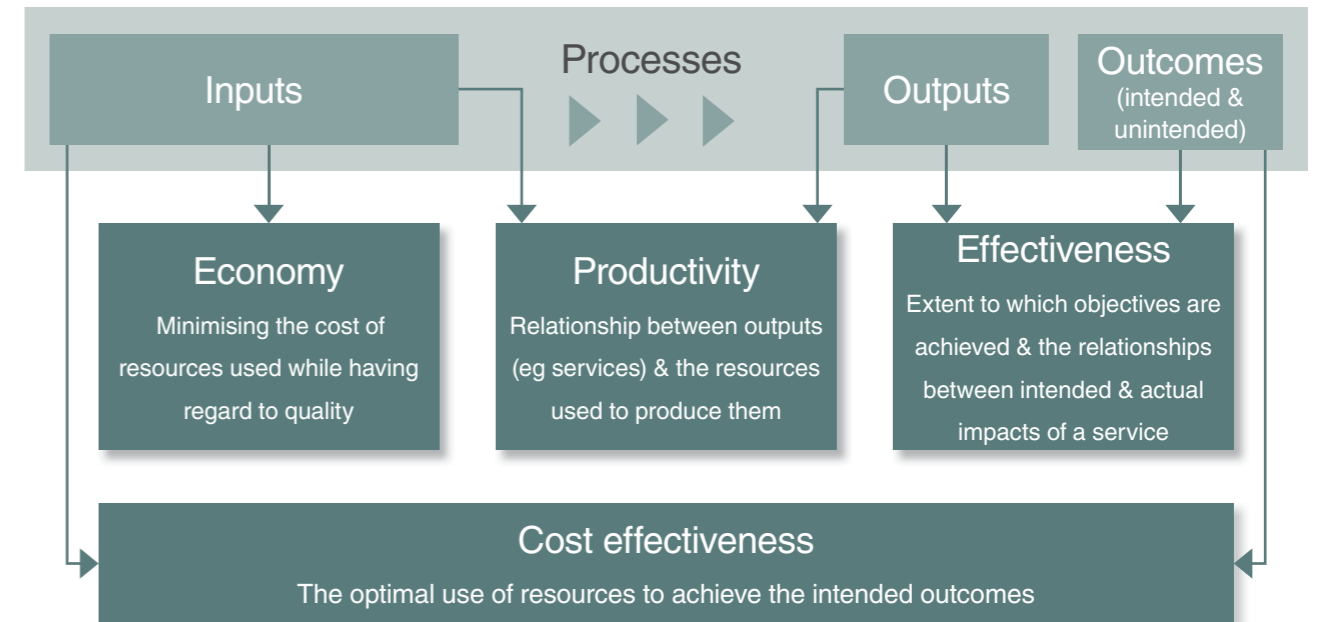 Inputs
Processes
Outputs
Outcomes
(intended &
unintended)
Economy
Minimising the cost of
resources used while having
regard to quality
Productivity
Relationship between outputs
(eg services) & the resources
used to produce them
Effectiveness
Extent to which objectives are
achieved & the relationships
between intended & actual
impacts of a service
Cost effectiveness
The optimal use of resources to achieve the intended outcomes